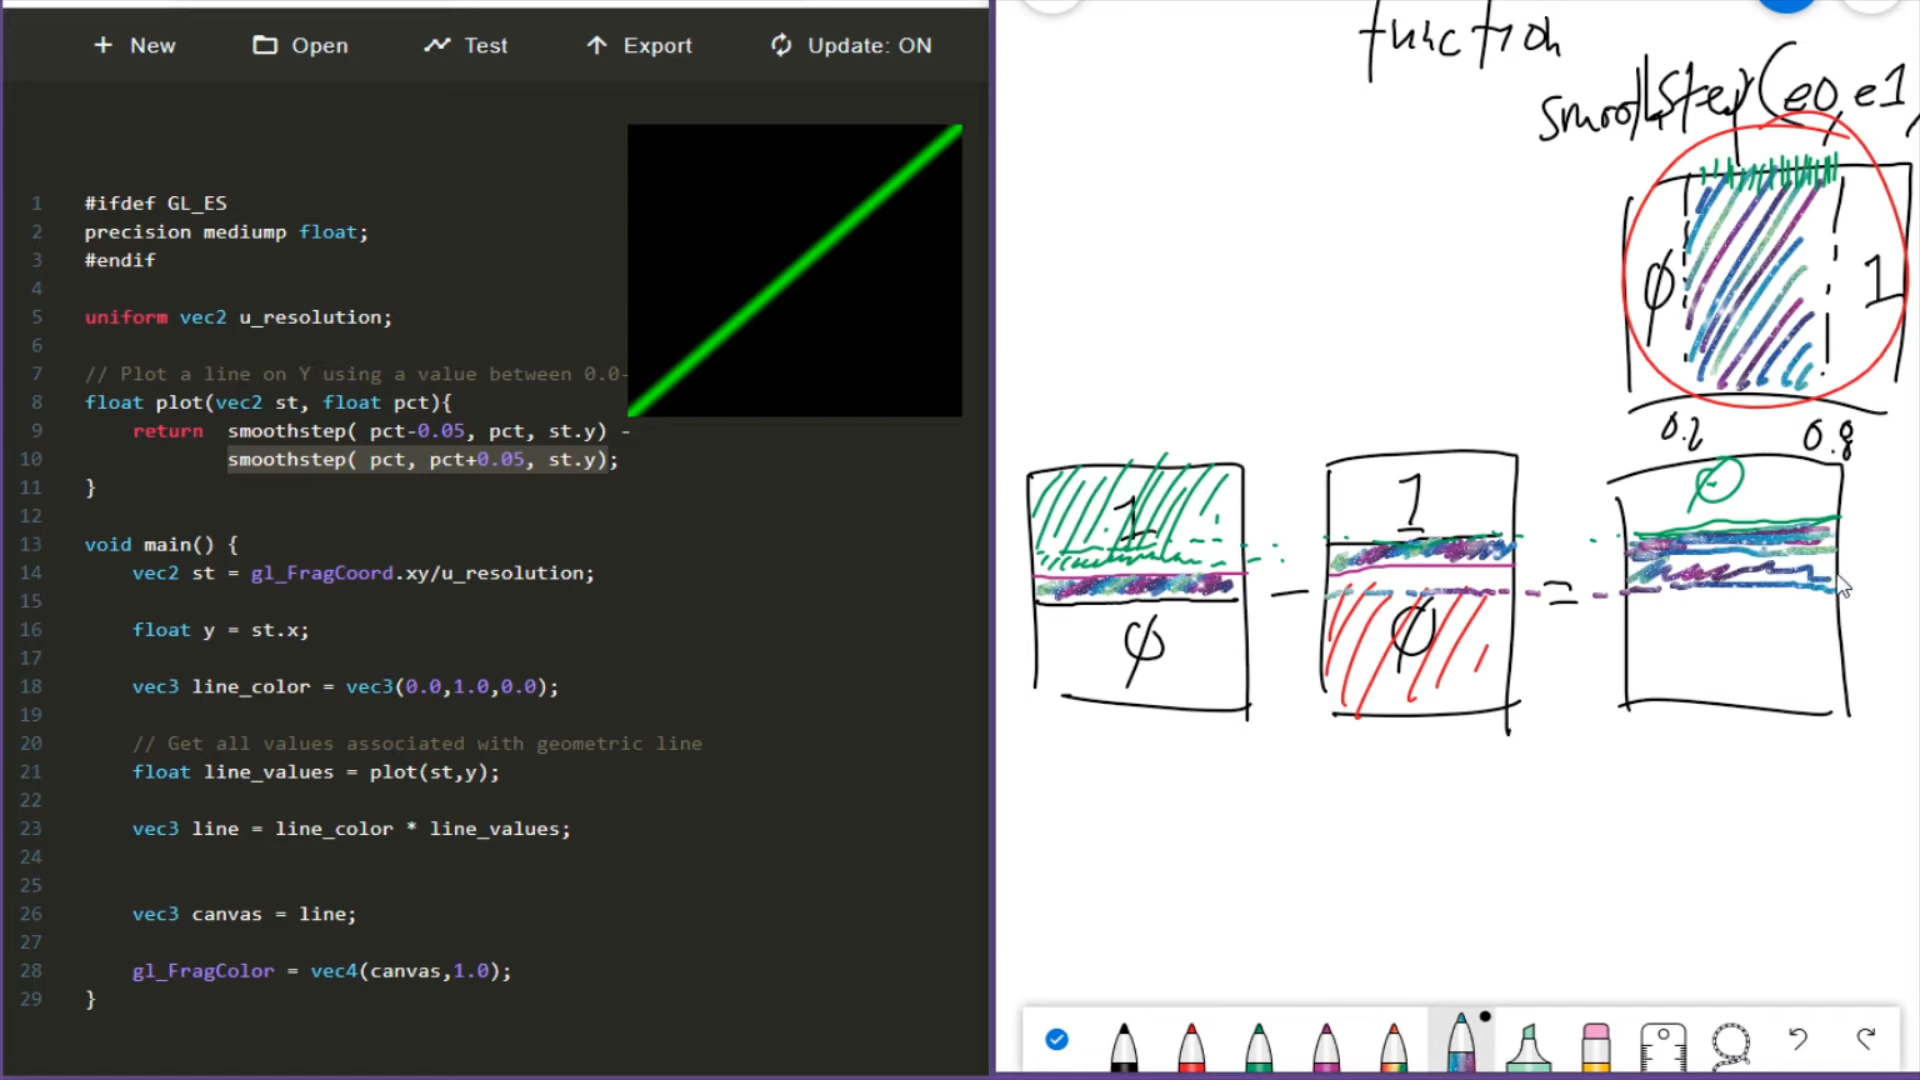 New Open Test Export Update: ON
1 #ifdef GL_ES
2 precision mediump float;
3 #endif
4
5 uniform vec2 u_resolution;
6
7 // Plot a line on Y using a value between 0.0-
8 float plot(vec2 st, float pct){
9 return smoothstep( pct-0.05, pct, st.y) -
10 smoothstep( pct, pct+0.05, st.y);
11 }
12
13 void main() {
14 vec2 st = gl_FragCoord.xy/u_resolution;
15
16 float y = st.x;
17
18 vec3 line_color = vec3(0.0,1.0,0.0);
19
20 // Get all values associated with geometric line
21 float line_values = plot(st,y);
22
23 vec3 line = line_color * line_values;
24
25
26 vec3 canvas = line;
27
28 gl_FragColor = vec4(canvas,1.0);
29 }
function
smoothstep(e0,e1,
0 1
0.2 0.8
1 1 0
- =
0 0